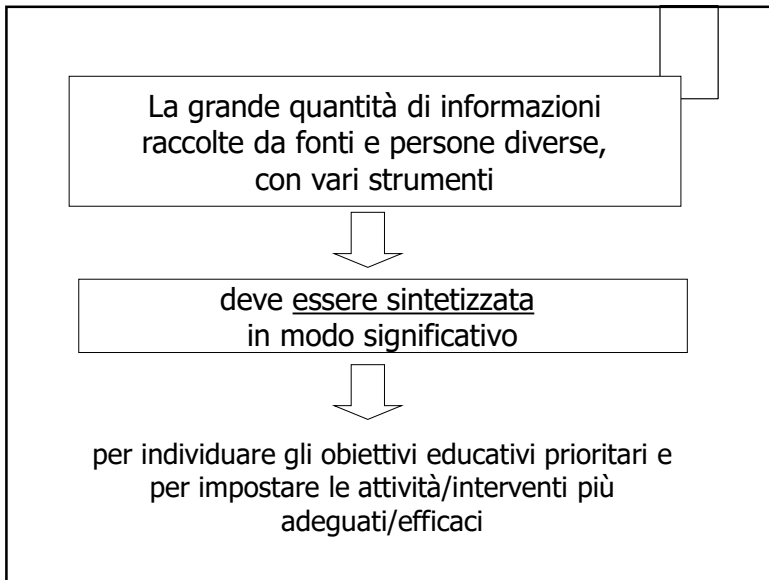 La grande quantità di informazioni
raccolte da fonti e persone diverse,
con vari strumenti
deve essere sintetizzata
in modo significativo
per individuare gli obiettivi educativi prioritari e
per impostare le attività/interventi più
adeguati/efficaci